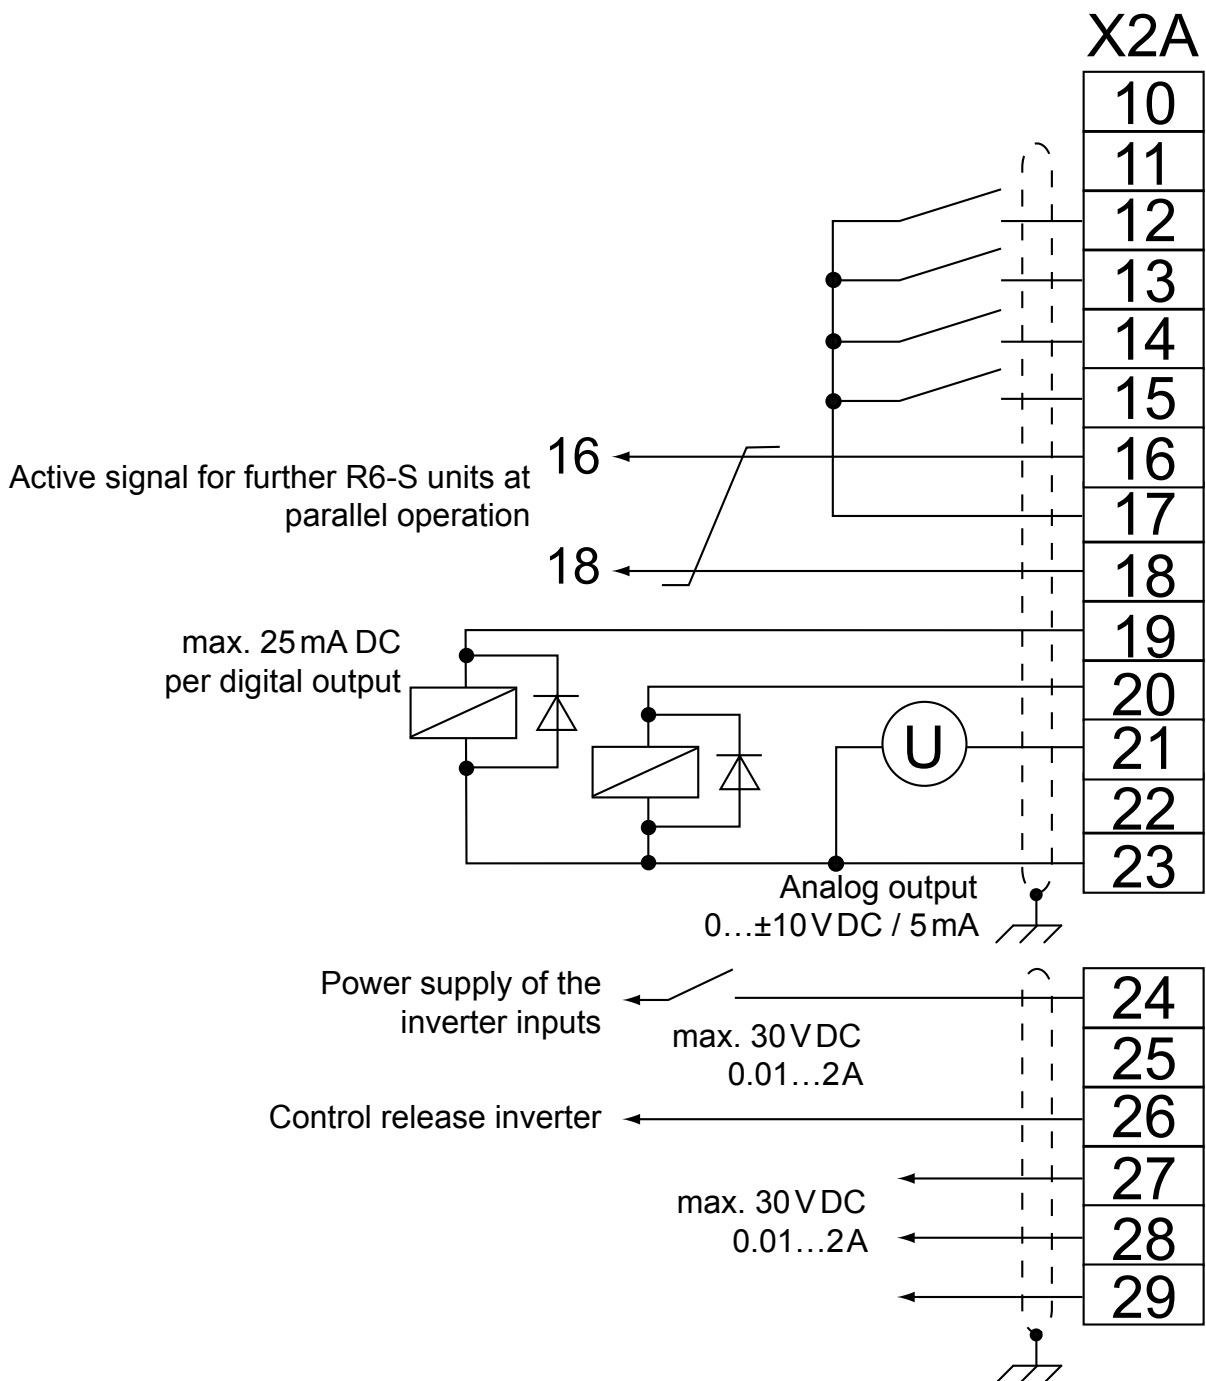 X2A
10
11
12
13
14
15
16
17
18
19
20
21
22
23
Active signal for further R6-S units at
parallel operation
16
18
max. 25 mA DC
per digital output
U
Analog output
0…±10 V DC / 5 mA
24
25
26
27
28
29
Power supply of the
inverter inputs
max. 30 V DC
0.01…2 A
Control release inverter
max. 30 V DC
0.01…2 A